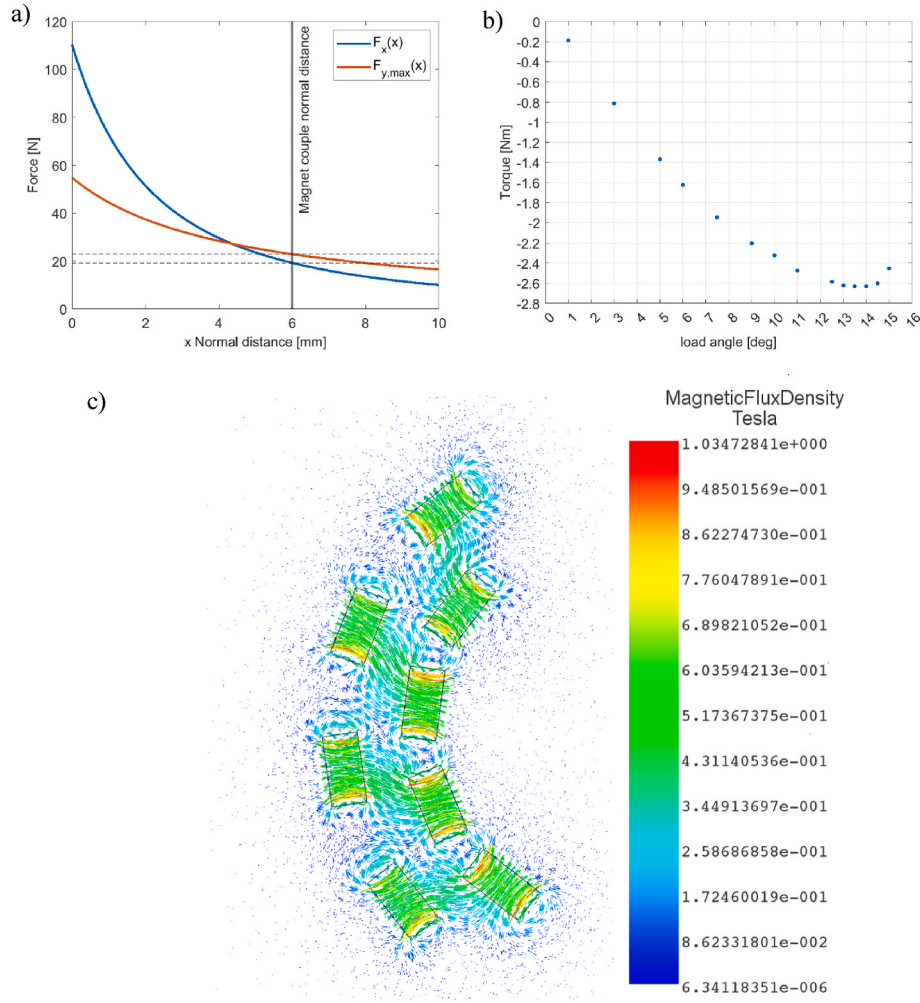 a)
120
100
80
60
40
20
0
Force [N]
0 2 4 6 8 10
x Normal distance [mm]
Magnet couple normal distance
F_x(x)
F_{y,max}(x)
b)
0
-0.2
-0.4
-0.6
-0.8
-1
-1.2
-1.4
-1.6
-1.8
-2
-2.2
-2.4
-2.6
-2.8
Torque [Nm]
0 1 2 3 4 5 6 7 8 9 10 11 12 13 14 15 16
load angle [deg]
c)
MagneticFluxDensity
Tesla
1.03472841e+000
9.48501569e-001
8.62274730e-001
7.76047891e-001
6.89821052e-001
6.03594213e-001
5.17367375e-001
4.31140536e-001
3.44913697e-001
2.58686858e-001
1.72460019e-001
8.62331801e-002
6.34118351e-006